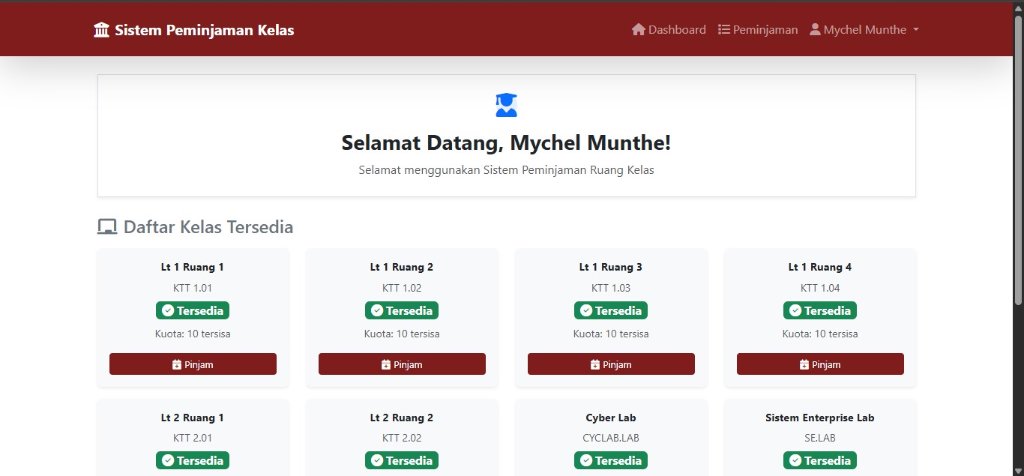 Sistem Peminjaman Kelas
Dashboard Peminjaman Mychel Munthe
Selamat Datang, Mychel Munthe!
Selamat menggunakan Sistem Peminjaman Ruang Kelas
Daftar Kelas Tersedia
Lt 1 Ruang 1
KTT 1.01
Tersedia
Kuota: 10 tersisa
Pinjam
Lt 1 Ruang 2
KTT 1.02
Tersedia
Kuota: 10 tersisa
Pinjam
Lt 1 Ruang 3
KTT 1.03
Tersedia
Kuota: 10 tersisa
Pinjam
Lt 1 Ruang 4
KTT 1.04
Tersedia
Kuota: 10 tersisa
Pinjam
Lt 2 Ruang 1
KTT 2.01
Tersedia
Lt 2 Ruang 2
KTT 2.02
Tersedia
Cyber Lab
CYCLAB.LAB
Tersedia
Sistem Enterprise Lab
SE.LAB
Tersedia